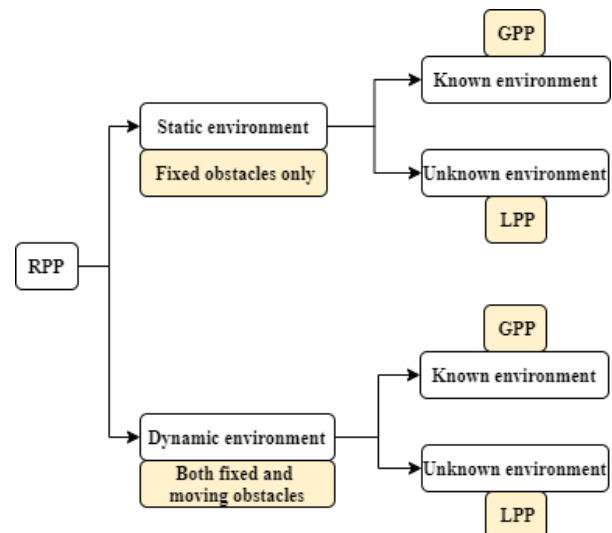 GPP
Known environment
Static environment
Fixed obstacles only
Unknown environment
LPP
RPP
GPP
Known environment
Dynamic environment
Both fixed and
moving obstacles
Unknown environment
LPP